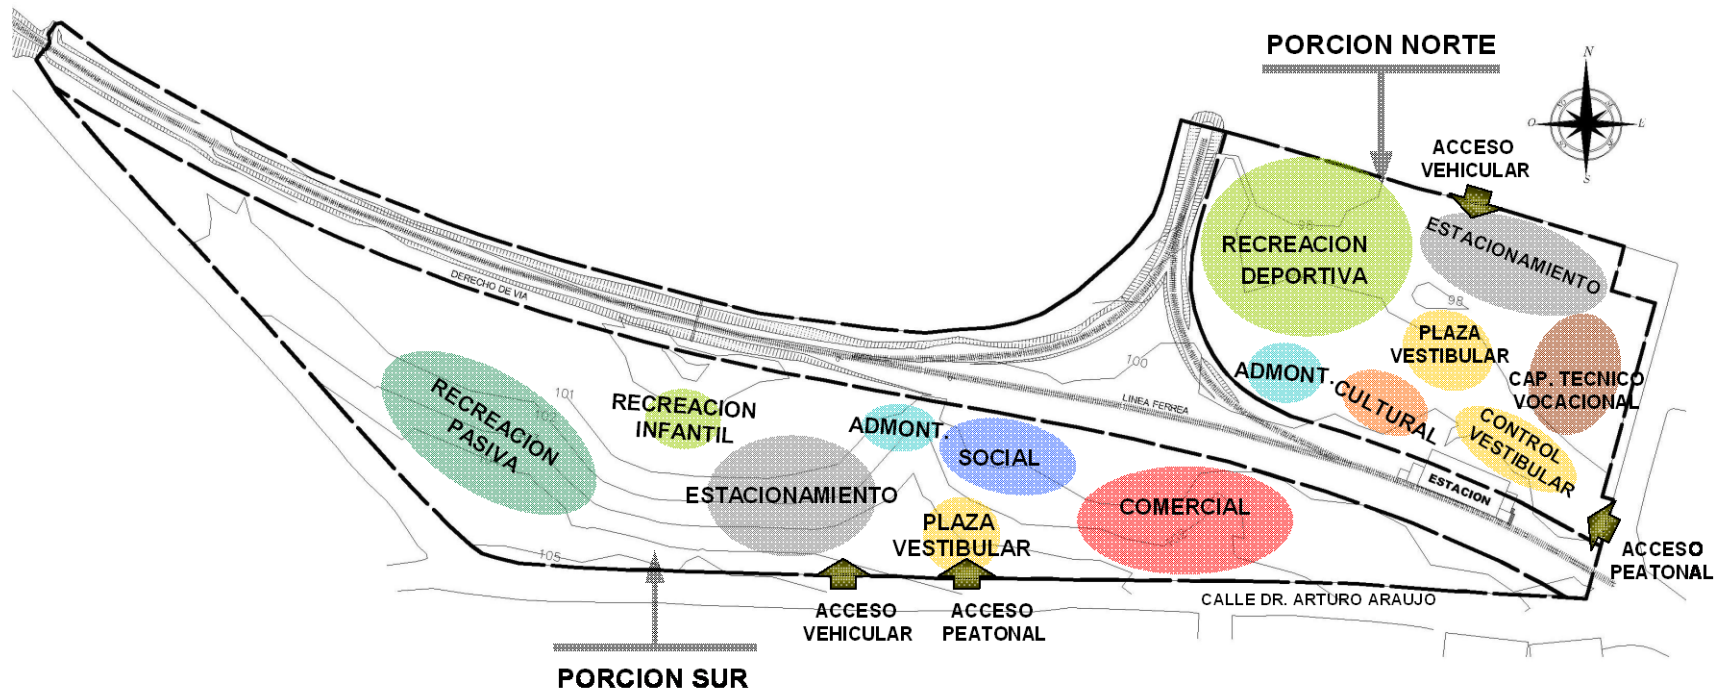 PORCION NORTE
N
O
E
S
ACCESO
VEHICULAR
ESTACIONAMIENTO
RECREACION
DEPORTIVA
96
98
PLAZA
VESTIBULAR
ADMONT.
CULTURAL
CAP. TECNICO
VOCACIONAL
CONTROL
VESTIBULAR
DERECHO DE VIA
LINEA FERREA
100
ESTACION
ACCESO
PEATONAL
101
102
RECREACION
PASIVA
RECREACION
INFANTIL
ADMONT.
SOCIAL
ESTACIONAMIENTO
COMERCIAL
PLAZA
VESTIBULAR
105
ACCESO
VEHICULAR
ACCESO
PEATONAL
CALLE DR. ARTURO ARAUJO
PORCION SUR